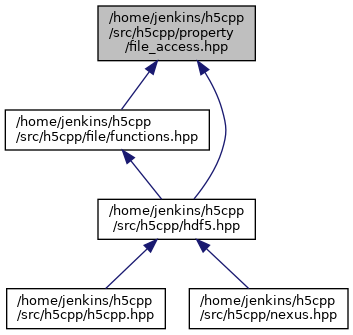 /home/jenkins/h5cpp
/src/h5cpp/property
/file_access.hpp
/home/jenkins/h5cpp
/src/h5cpp/file/functions.hpp
/home/jenkins/h5cpp
/src/h5cpp/hdf5.hpp
/home/jenkins/h5cpp
/src/h5cpp/h5cpp.hpp
/home/jenkins/h5cpp
/src/h5cpp/nexus.hpp